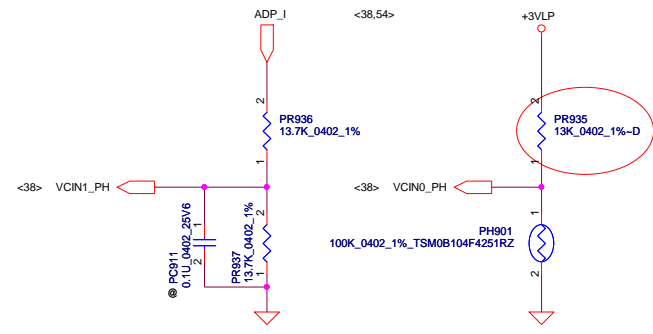 ADP_I <38,54> +3VLP
2
PR936
13.7K_0402_1%
1
2
PR935
13K_0402_1%~D
1
<38> VCIN1_PH
<38> VCIN0_PH
1
2
@ PC911
0.1U_0402_25V6
2
1
PR937
13.7K_0402_1%
1
PH901
100K_0402_1%_TSM0B104F4251RZ
2